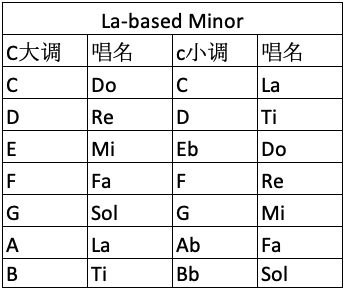 La-based Minor
C大调 唱名 c小调 唱名
C Do C La
D Re D Ti
E Mi Eb Do
F Fa F Re
G Sol G Mi
A La Ab Fa
B Ti Bb Sol